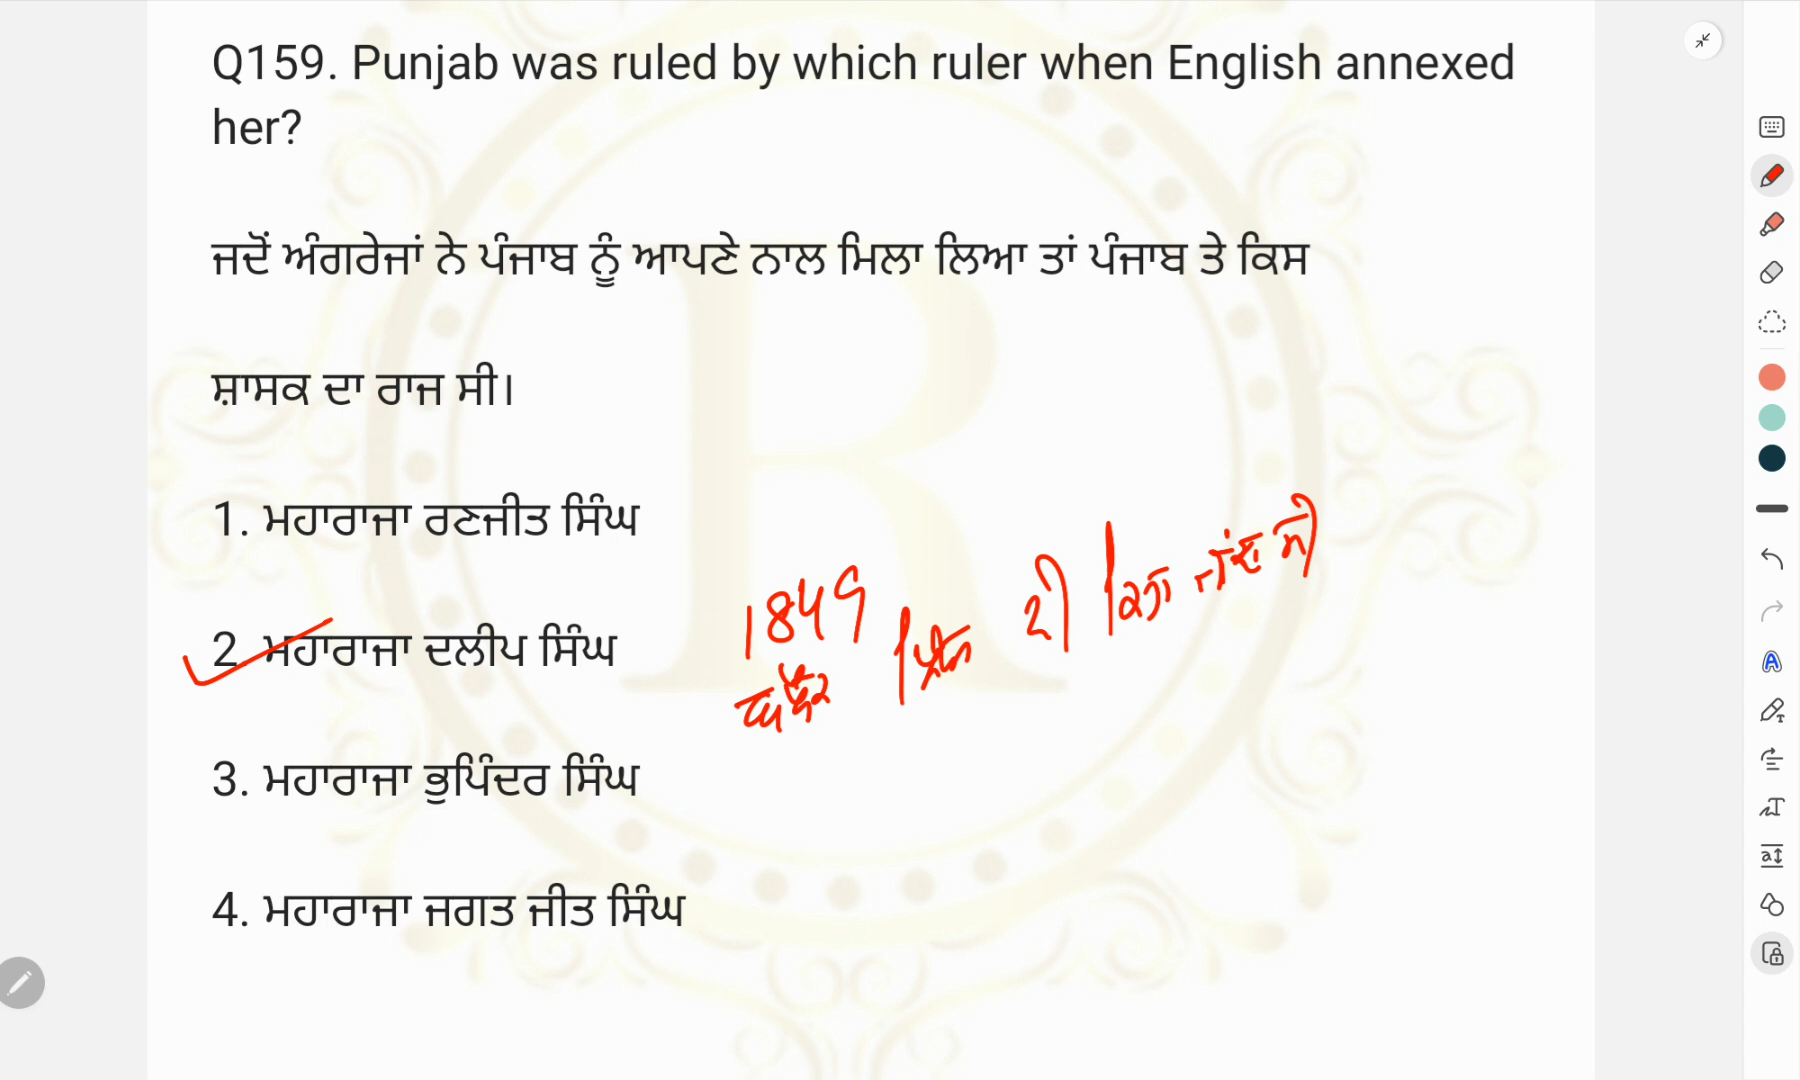 Q159. Punjab was ruled by which ruler when English annexed
her?
ਜਦੋਂ ਅੰਗਰੇਜਾਂ ਨੇ ਪੰਜਾਬ ਨੂੰ ਆਪਣੇ ਨਾਲ ਮਿਲਾ ਲਿਆ ਤਾਂ ਪੰਜਾਬ ਤੇ ਕਿਸ
ਸ਼ਾਸਕ ਦਾ ਰਾਜ ਸੀ।
1. ਮਹਾਰਾਜਾ ਰਣਜੀਤ ਸਿੰਘ
2. ਮਹਾਰਾਜਾ ਦਲੀਪ ਸਿੰਘ
1849
3. ਮਹਾਰਾਜਾ ਭੁਪਿੰਦਰ ਸਿੰਘ
4. ਮਹਾਰਾਜਾ ਜਗਤ ਜੀਤ ਸਿੰਘ